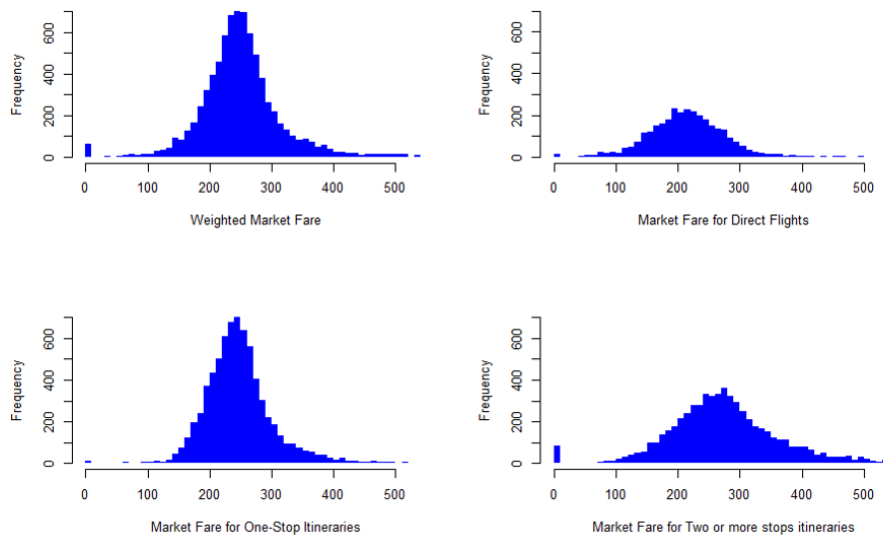 Frequency
0 200 400 600
0 100 200 300 400 500
Weighted Market Fare
Frequency
0 200 400 600
0 100 200 300 400 500
Market Fare for Direct Flights
Frequency
0 200 400 600
0 100 200 300 400 500
Market Fare for One-Stop Itineraries
Frequency
0 200 400 600
0 100 200 300 400 500
Market Fare for Two or more stops itineraries